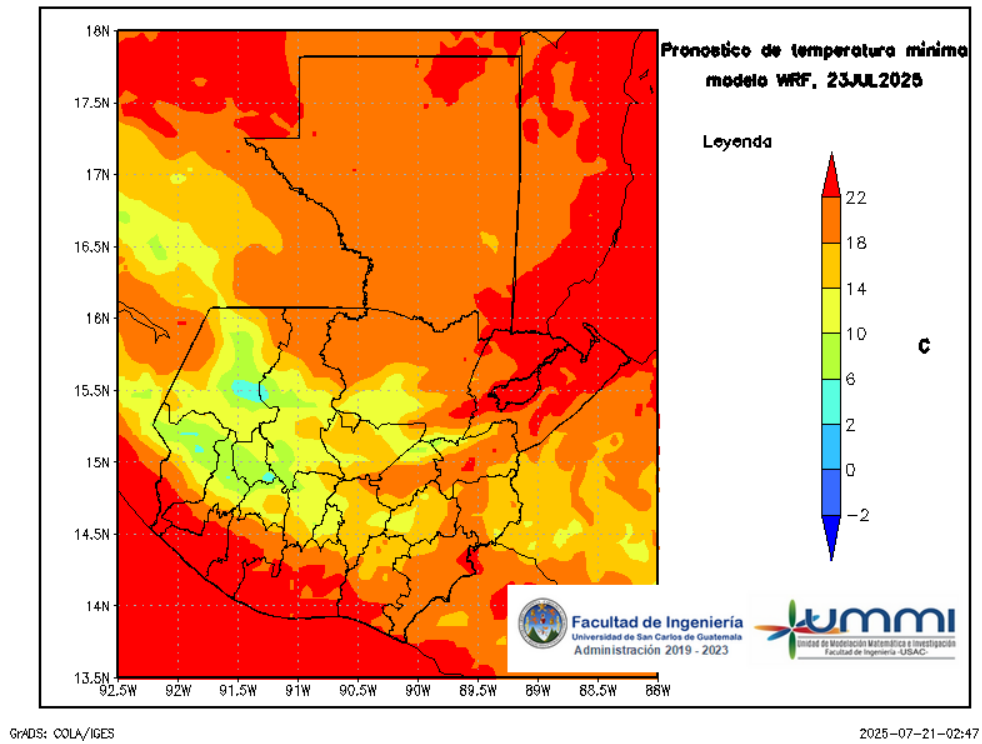 Pronostico de temperatura minima
modelo WRF, 23JUL2025
Leyenda
22
18
14
10
6
2
0
-2
C
18N
17.5N
17N
16.5N
16N
15.5N
15N
14.5N
14N
13.5N
92.5W 92W 91.5W 91W 90.5W 90W 89.5W 89W 88.5W 88W
Facultad de Ingeniería
Universidad de San Carlos de Guatemala
Administración 2019 - 2023
ummi
Unidad de Modelación Matemática e Investigación
Facultad de Ingeniería -USAC-
GrADS: COLA/IGES
2025-07-21-02:47